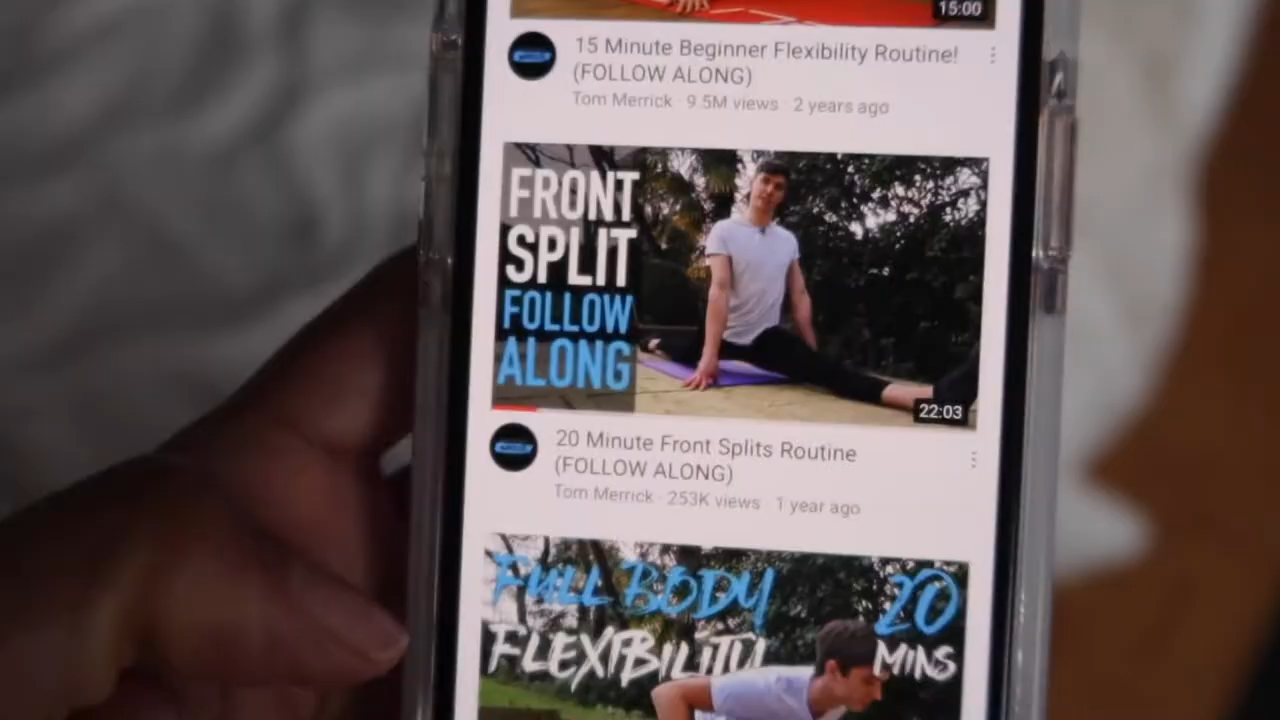 15:00
15 Minute Beginner Flexibility Routine!
(FOLLOW ALONG)
Tom Merrick · 9.5M views · 2 years ago
FRONT
SPLIT
FOLLOW
ALONG
22:03
20 Minute Front Splits Routine
(FOLLOW ALONG)
Tom Merrick · 253K views · 1 year ago
FULL BODY 20
FLEXIBILITY MINS